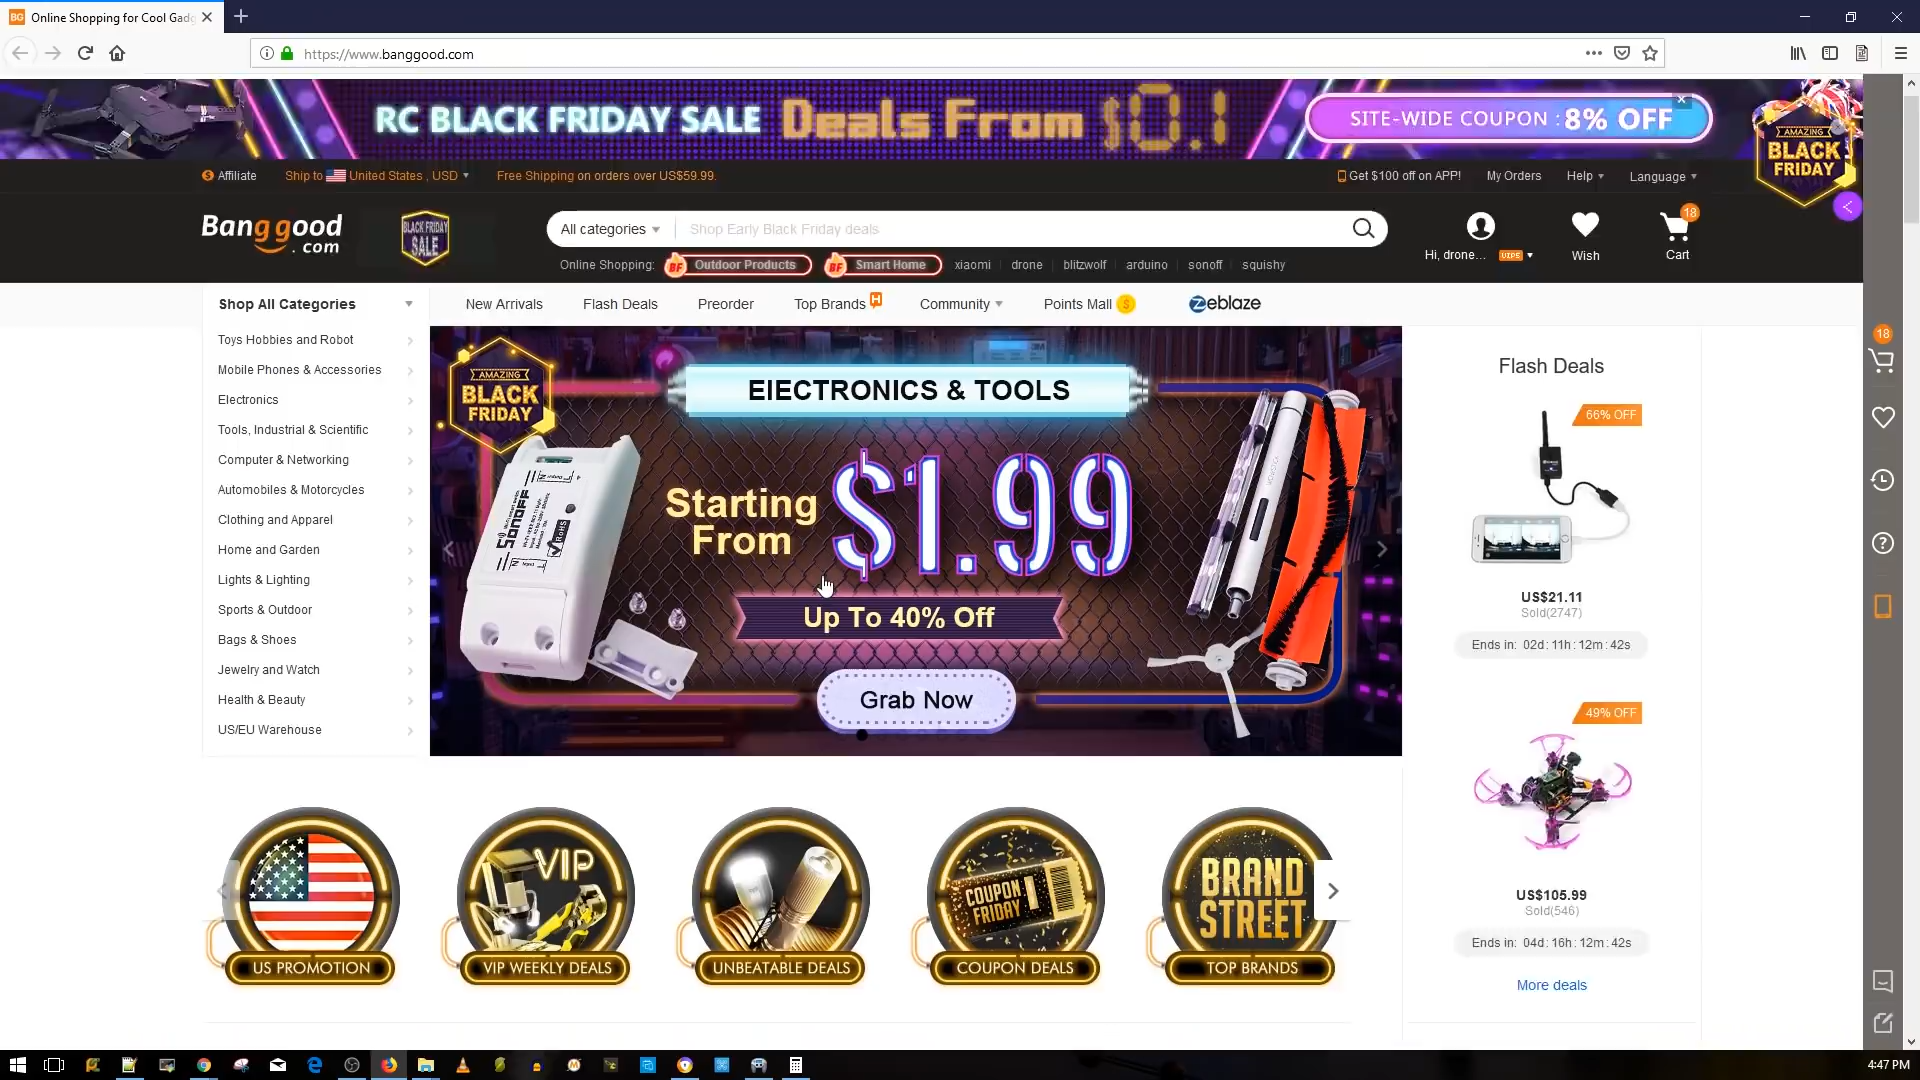 Online Shopping for Cool Gadg
https://www.banggood.com
RC BLACK FRIDAY SALE Deals From $0.1
SITE-WIDE COUPON : 8% OFF
AMAZING
BLACK
FRIDAY
Affiliate
Ship to United States , USD
Free Shipping on orders over US$59.99.
Get $100 off on APP!
My Orders
Help
Language
Banggood
.com
BLACK FRIDAY
SALE
All categories
Shop Early Black Friday deals
Hi, drone...
Wish
18
Cart
Online Shopping:
BF Outdoor Products
BF Smart Home
xiaomi
drone
blitzwolf
arduino
sonoff
squishy
Shop All Categories
New Arrivals
Flash Deals
Preorder
Top Brands H
Community
Points Mall $
Zeblaze
Toys Hobbies and Robot
Mobile Phones & Accessories
Electronics
Tools, Industrial & Scientific
Computer & Networking
Automobiles & Motorcycles
Clothing and Apparel
Home and Garden
Lights & Lighting
Sports & Outdoor
Bags & Shoes
Jewelry and Watch
Health & Beauty
US/EU Warehouse
AMAZING
BLACK
FRIDAY
ElECTRONICS & TOOLS
SONOFF
RoHS
Starting
From
$1.99
Up To 40% Off
Grab Now
Flash Deals
66% OFF
US$21.11
Sold(2747)
Ends in: 02d: 11h: 12m: 42s
49% OFF
US$105.99
Sold(546)
Ends in: 04d: 16h: 12m: 42s
More deals
18
US PROMOTION
VIP
VIP WEEKLY DEALS
UNBEATABLE DEALS
COUPON
FRIDAY
COUPON DEALS
BRAND
STREET
TOP BRANDS
4:47 PM